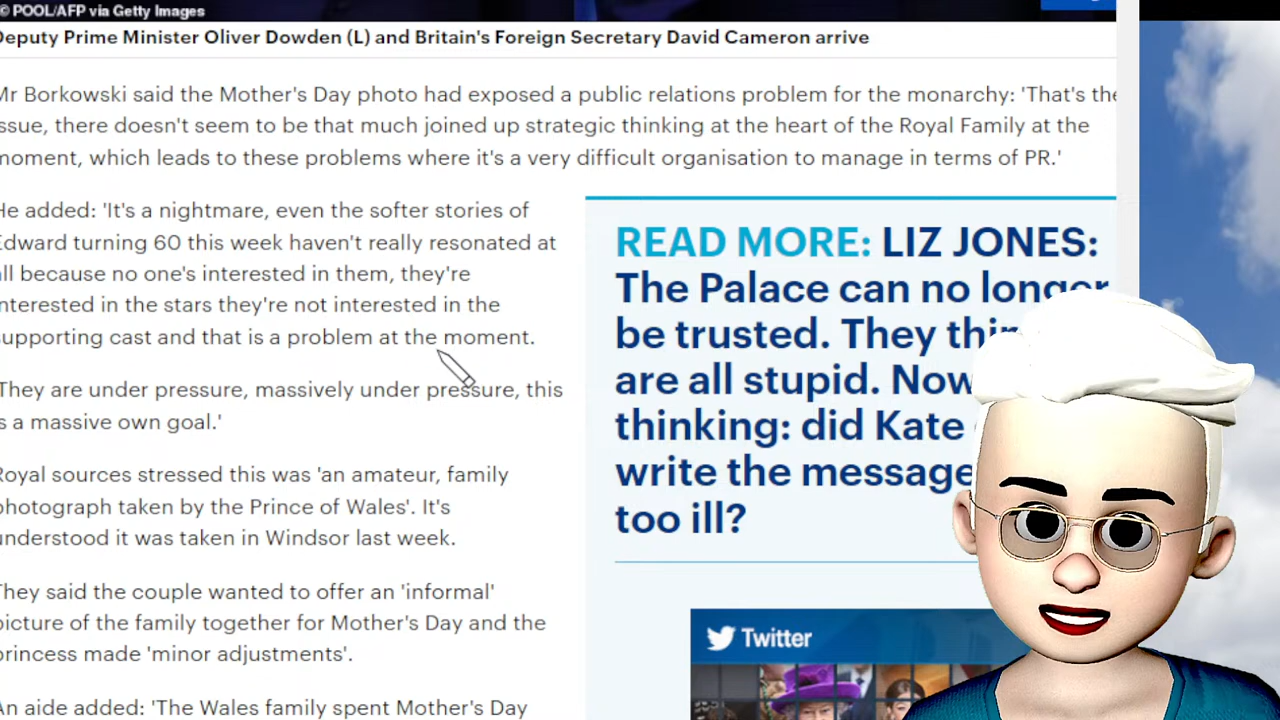 © POOL/AFP via Getty Images
Deputy Prime Minister Oliver Dowden (L) and Britain's Foreign Secretary David Cameron arrive
Mr Borkowski said the Mother's Day photo had exposed a public relations problem for the monarchy: 'That's the
issue, there doesn't seem to be that much joined up strategic thinking at the heart of the Royal Family at the
moment, which leads to these problems where it's a very difficult organisation to manage in terms of PR.'
He added: 'It's a nightmare, even the softer stories of
Edward turning 60 this week haven't really resonated at
all because no one's interested in them, they're
interested in the stars they're not interested in the
supporting cast and that is a problem at the moment.
'They are under pressure, massively under pressure, this
is a massive own goal.'
Royal sources stressed this was 'an amateur, family
photograph taken by the Prince of Wales'. It's
understood it was taken in Windsor last week.
They said the couple wanted to offer an 'informal'
picture of the family together for Mother's Day and the
princess made 'minor adjustments'.
An aide added: 'The Wales family spent Mother's Day
READ MORE: LIZ JONES:
The Palace can no longer
be trusted. They
are all stupid. Now
thinking: did Kate
write the message
too ill?
Twitter